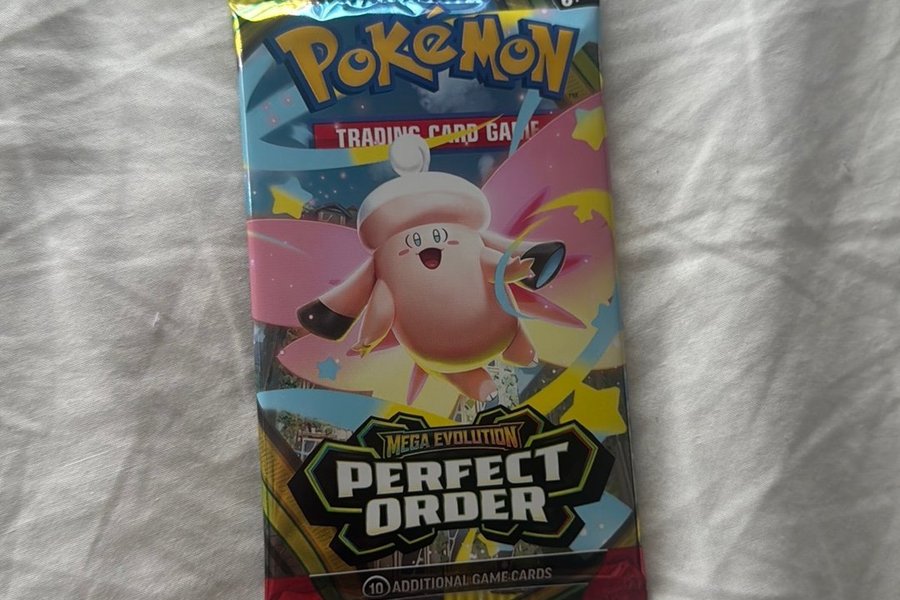 POKéMON
TRADING CARD GAME
MEGA EVOLUTION
PERFECT
ORDER
10 ADDITIONAL GAME CARDS